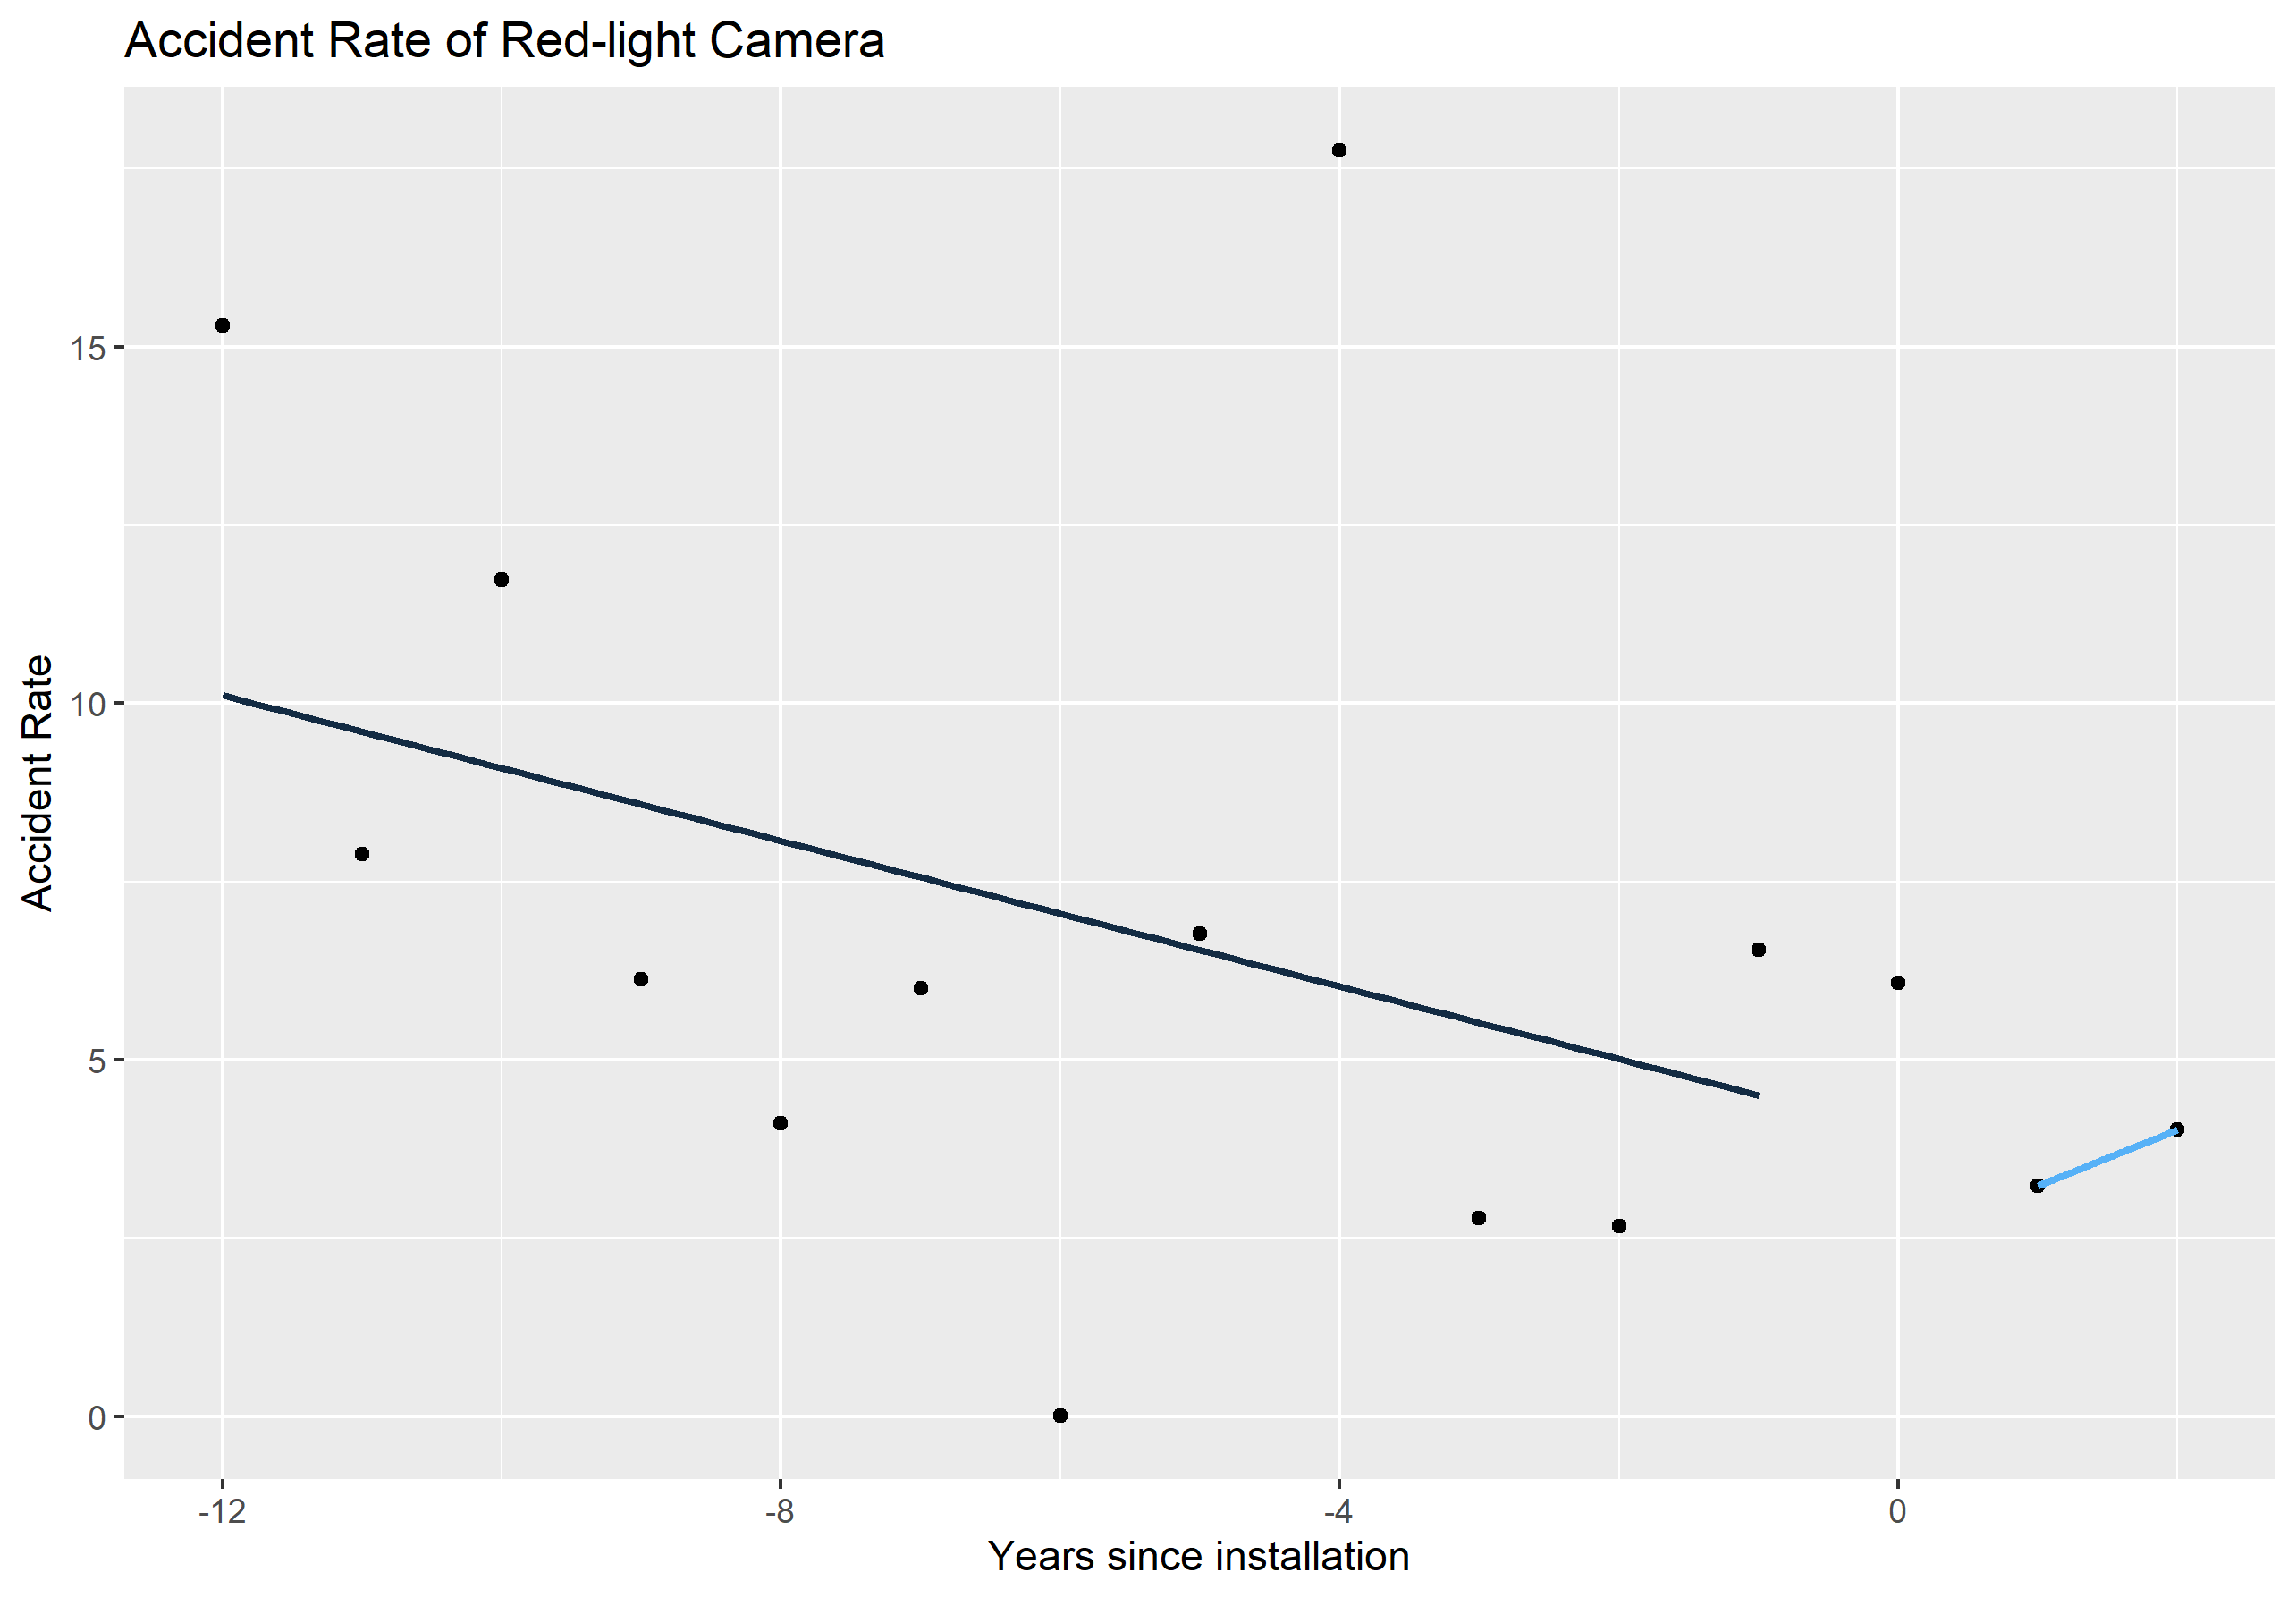 Accident Rate of Red-light Camera
Accident Rate
15
10
5
0
-12
-8
-4
0
Years since installation